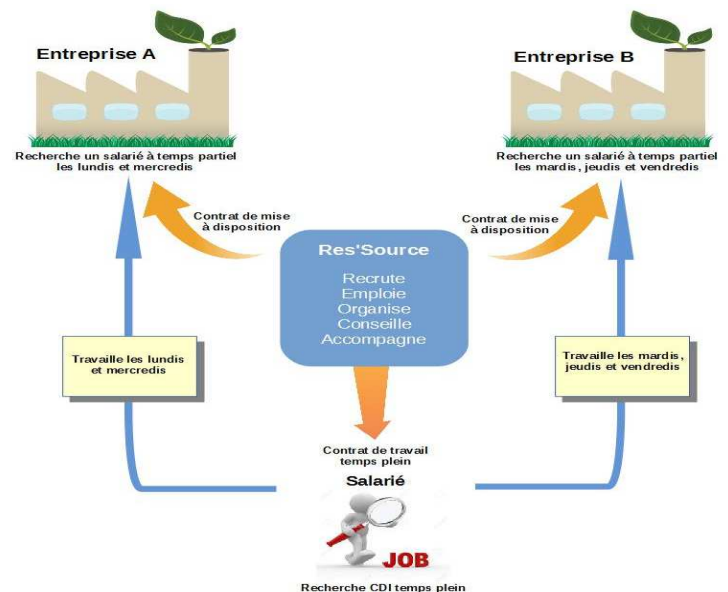 Entreprise A
Recherche un salarié à temps partiel
les lundis et mercredis
Entreprise B
Recherche un salarié à temps partiel
les mardis, jeudis et vendredis
Contrat de mise
à disposition
Contrat de mise
à disposition
Res'Source
Recrute
Emploie
Organise
Conseille
Accompagne
Travaille les lundis
et mercredis
Travaille les mardis,
jeudis et vendredis
Contrat de travail
temps plein
Salarié
JOB
Recherche CDI temps plein